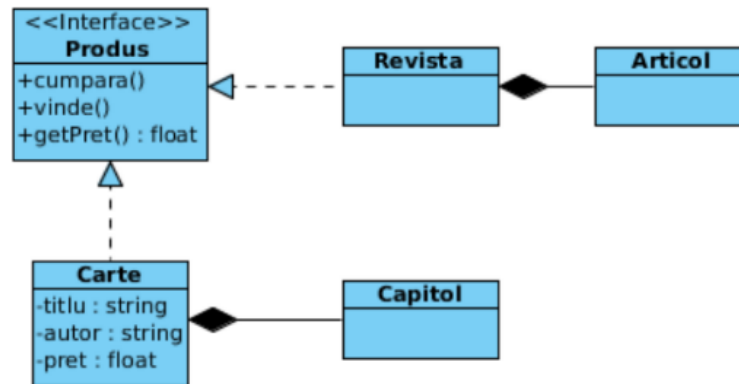 <<Interface>>
Produs
+cumpara()
+vinde()
+getPret() : float
Revista
Articol
Carte
-titlu : string
-autor : string
-pret : float
Capitol